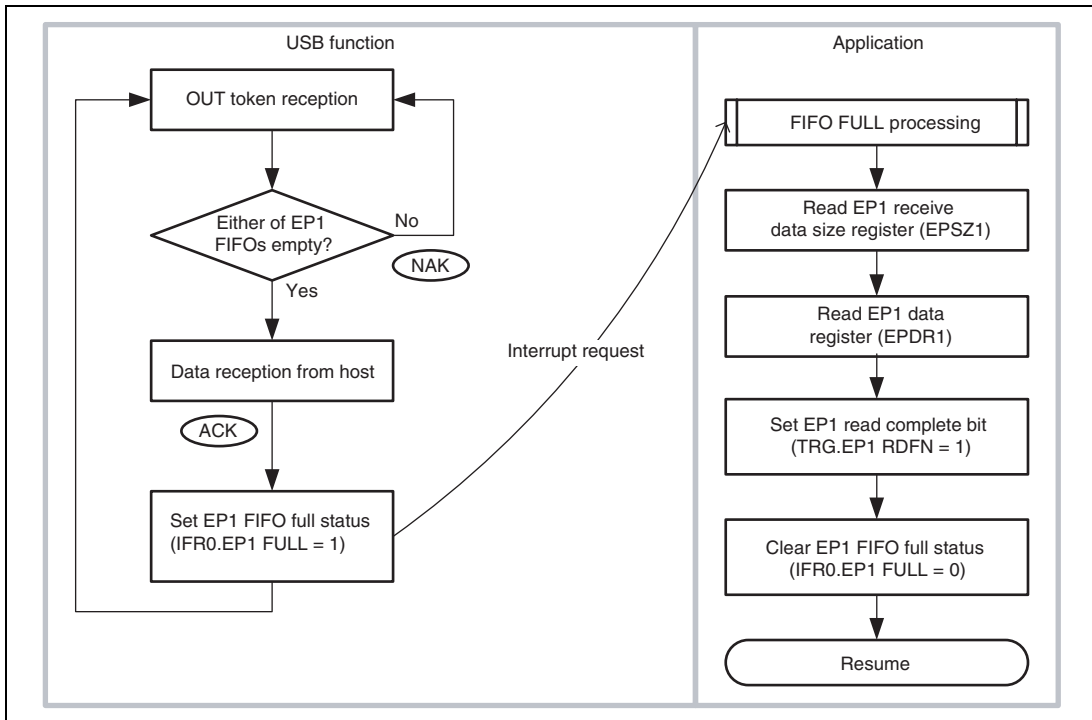 USB function
OUT token reception
Either of EP1
FIFOs empty?
No
NAK
Yes
Data reception from host
ACK
Set EP1 FIFO full status
(IFR0.EP1 FULL = 1)
Interrupt request
Application
FIFO FULL processing
Read EP1 receive
data size register (EPSZ1)
Read EP1 data
register (EPDR1)
Set EP1 read complete bit
(TRG.EP1 RDFN = 1)
Clear EP1 FIFO full status
(IFR0.EP1 FULL = 0)
Resume